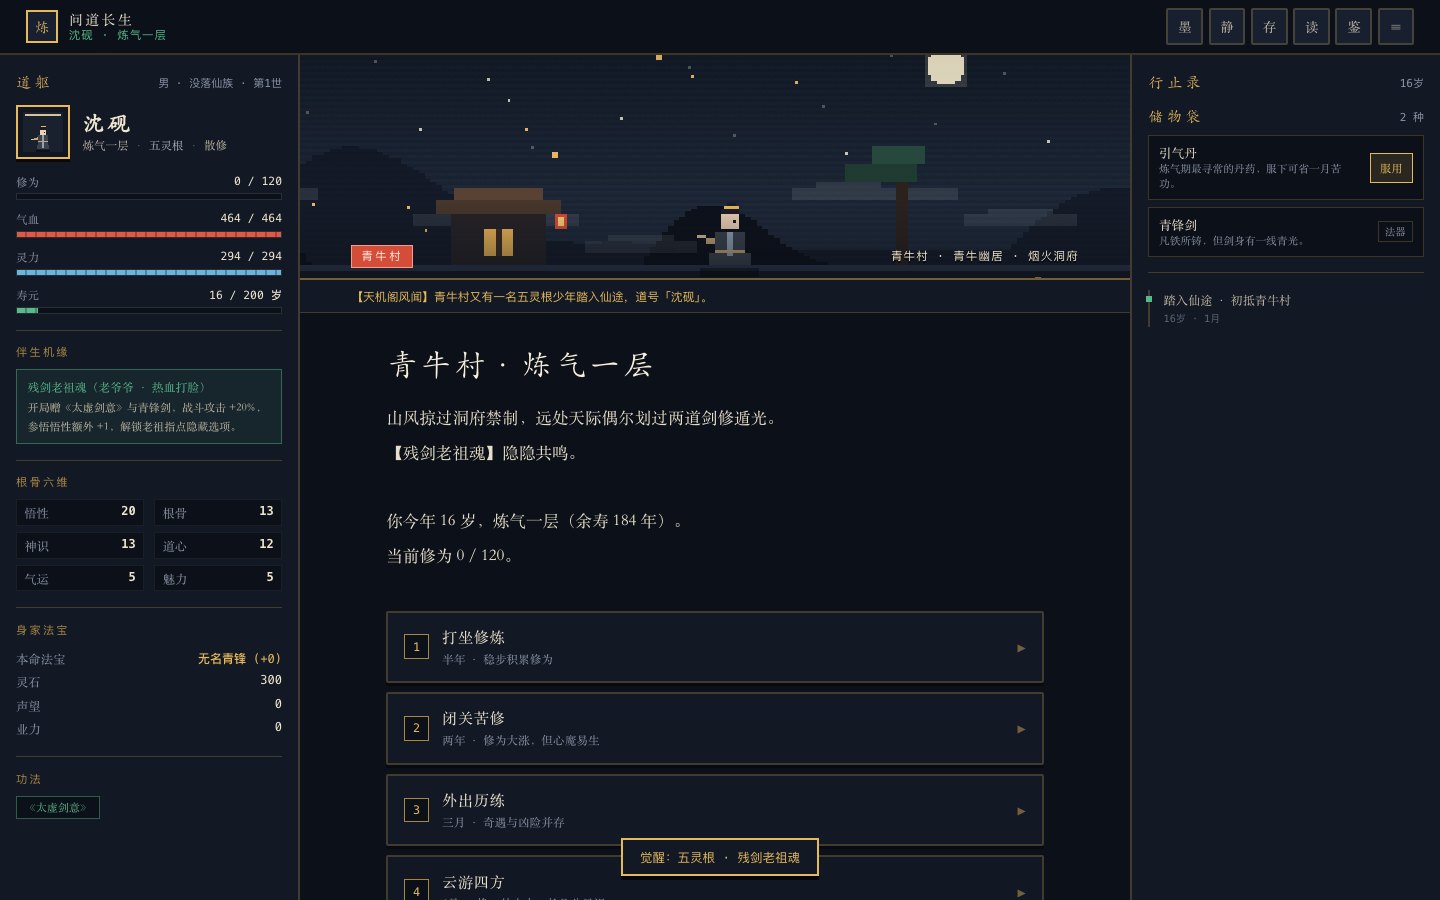 炼
问道长生
沈砚 · 炼气一层
墨 静 存 读 鉴 ≡
道躯
男 · 没落仙族 · 第1世
沈砚
炼气一层 · 五灵根 · 散修
修为 0 / 120
气血 464 / 464
灵力 294 / 294
寿元 16 / 200 岁
伴生机缘
残剑老祖魂（老爷爷 · 热血打脸）
开局赠《太虚剑意》与青锋剑，战斗攻击 +20%，
参悟悟性额外 +1，解锁老祖指点隐藏选项。
根骨六维
悟性 20 根骨 13
神识 13 道心 12
气运 5 魅力 5
身家法宝
本命法宝 无名青锋 (+0)
灵石 300
声望 0
业力 0
功法
《太虚剑意》
青牛村
青牛村 · 青牛幽居 · 烟火洞府
【天机阁风闻】青牛村又有一名五灵根少年踏入仙途，道号「沈砚」。
青牛村 · 炼气一层
山风掠过洞府禁制，远处天际偶尔划过两道剑修遁光。
【残剑老祖魂】隐隐共鸣。
你今年 16 岁，炼气一层（余寿 184 年）。
当前修为 0 / 120。
1 打坐修炼
半年 · 稳步积累修为
2 闭关苦修
两年 · 修为大涨，但心魔易生
3 外出历练
三月 · 奇遇与凶险并存
4 云游四方
觉醒：五灵根 · 残剑老祖魂
行止录 16岁
储物袋 2 种
引气丹
炼气期最寻常的丹药，服下可省一月苦
功。
服用
青锋剑
凡铁所铸，但剑身有一线青光。
法器
踏入仙途 · 初抵青牛村
16岁 · 1月